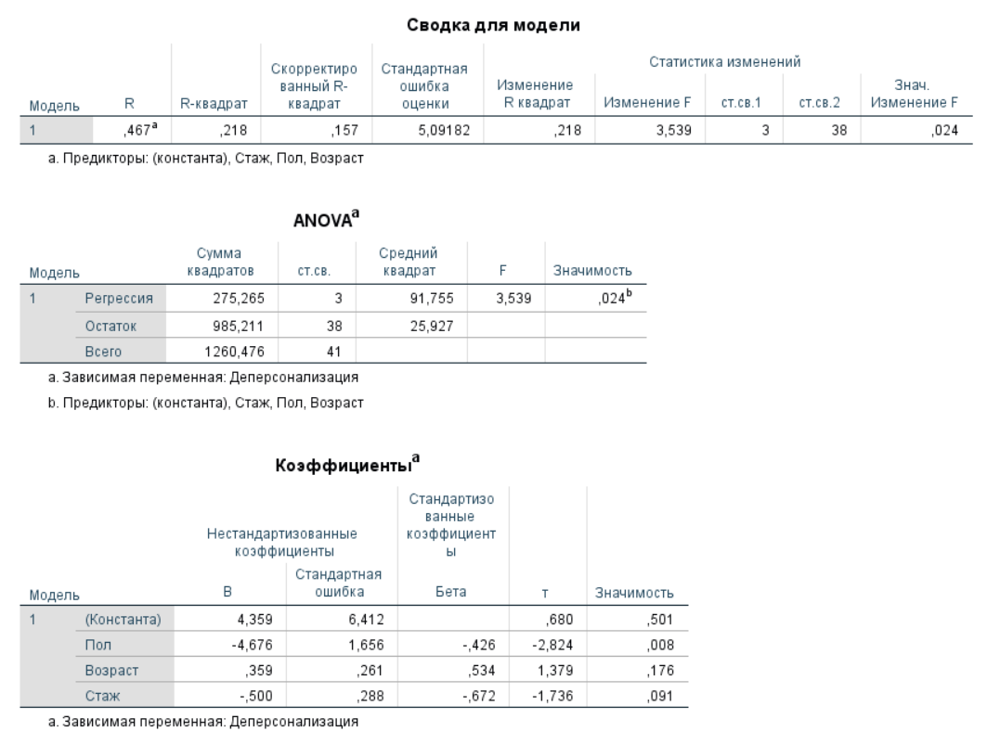 Сводка для модели
Модель R R-квадрат Скорректиро ванный R- квадрат Стандартная ошибка оценки Статистика изменений
Изменение R квадрат Изменение F ст.св.1 ст.св.2 Знач. Изменение F
1 ,467a ,218 ,157 5,09182 ,218 3,539 3 38 ,024
a. Предикторы: (константа), Стаж, Пол, Возраст
ANOVAa
Модель Сумма квадратов ст.св. Средний квадрат F Значимость
1 Регрессия 275,265 3 91,755 3,539 ,024b
Остаток 985,211 38 25,927
Всего 1260,476 41
a. Зависимая переменная: Деперсонализация
b. Предикторы: (константа), Стаж, Пол, Возраст
Коэффициентыa
Модель Нестандартизованные коэффициенты Стандартизо ванные коэффициент ы т Значимость
B Стандартная ошибка Бета
1 (Константа) 4,359 6,412 ,680 ,501
Пол -4,676 1,656 -,426 -2,824 ,008
Возраст ,359 ,261 ,534 1,379 ,176
Стаж -,500 ,288 -,672 -1,736 ,091
a. Зависимая переменная: Деперсонализация